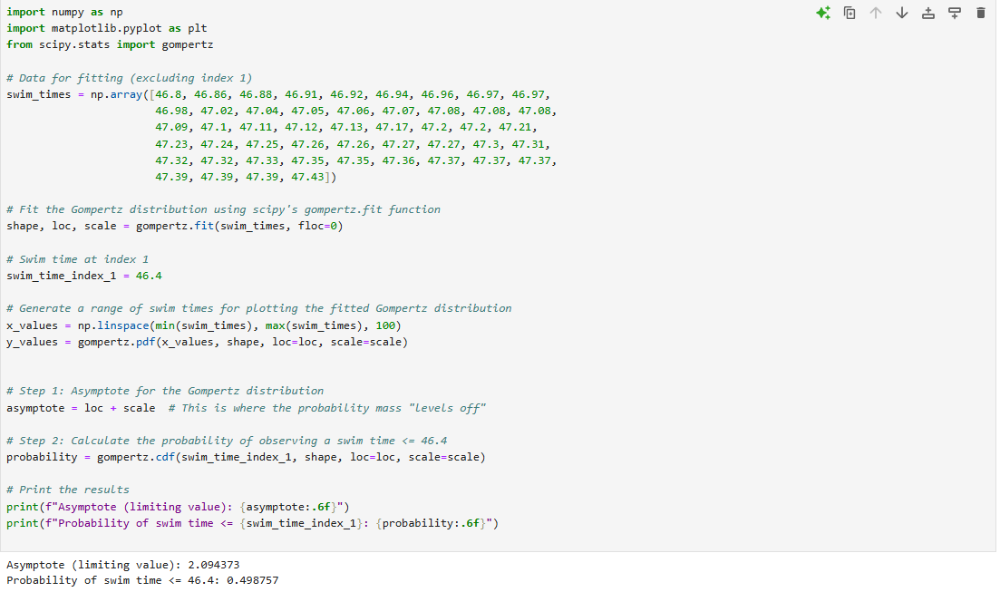 import numpy as np
import matplotlib.pyplot as plt
from scipy.stats import gompertz
# Data for fitting (excluding index 1)
swim_times = np.array([46.8, 46.86, 46.88, 46.91, 46.92, 46.94, 46.96, 46.97, 46.97,
46.98, 47.02, 47.04, 47.05, 47.06, 47.07, 47.08, 47.08, 47.08,
47.09, 47.1, 47.11, 47.12, 47.13, 47.17, 47.2, 47.2, 47.21,
47.23, 47.24, 47.25, 47.26, 47.26, 47.27, 47.27, 47.3, 47.31,
47.32, 47.32, 47.33, 47.35, 47.35, 47.36, 47.37, 47.37, 47.37,
47.39, 47.39, 47.39, 47.43])
# Fit the Gompertz distribution using scipy's gompertz.fit function
shape, loc, scale = gompertz.fit(swim_times, floc=0)
# Swim time at index 1
swim_time_index_1 = 46.4
# Generate a range of swim times for plotting the fitted Gompertz distribution
x_values = np.linspace(min(swim_times), max(swim_times), 100)
y_values = gompertz.pdf(x_values, shape, loc=loc, scale=scale)
# Step 1: Asymptote for the Gompertz distribution
asymptote = loc + scale  # This is where the probability mass "levels off"
# Step 2: Calculate the probability of observing a swim time <= 46.4
probability = gompertz.cdf(swim_time_index_1, shape, loc=loc, scale=scale)
# Print the results
print(f"Asymptote (limiting value): {asymptote:.6f}")
print(f"Probability of swim time <= {swim_time_index_1}: {probability:.6f}")
Asymptote (limiting value): 2.094373
Probability of swim time <= 46.4: 0.498757